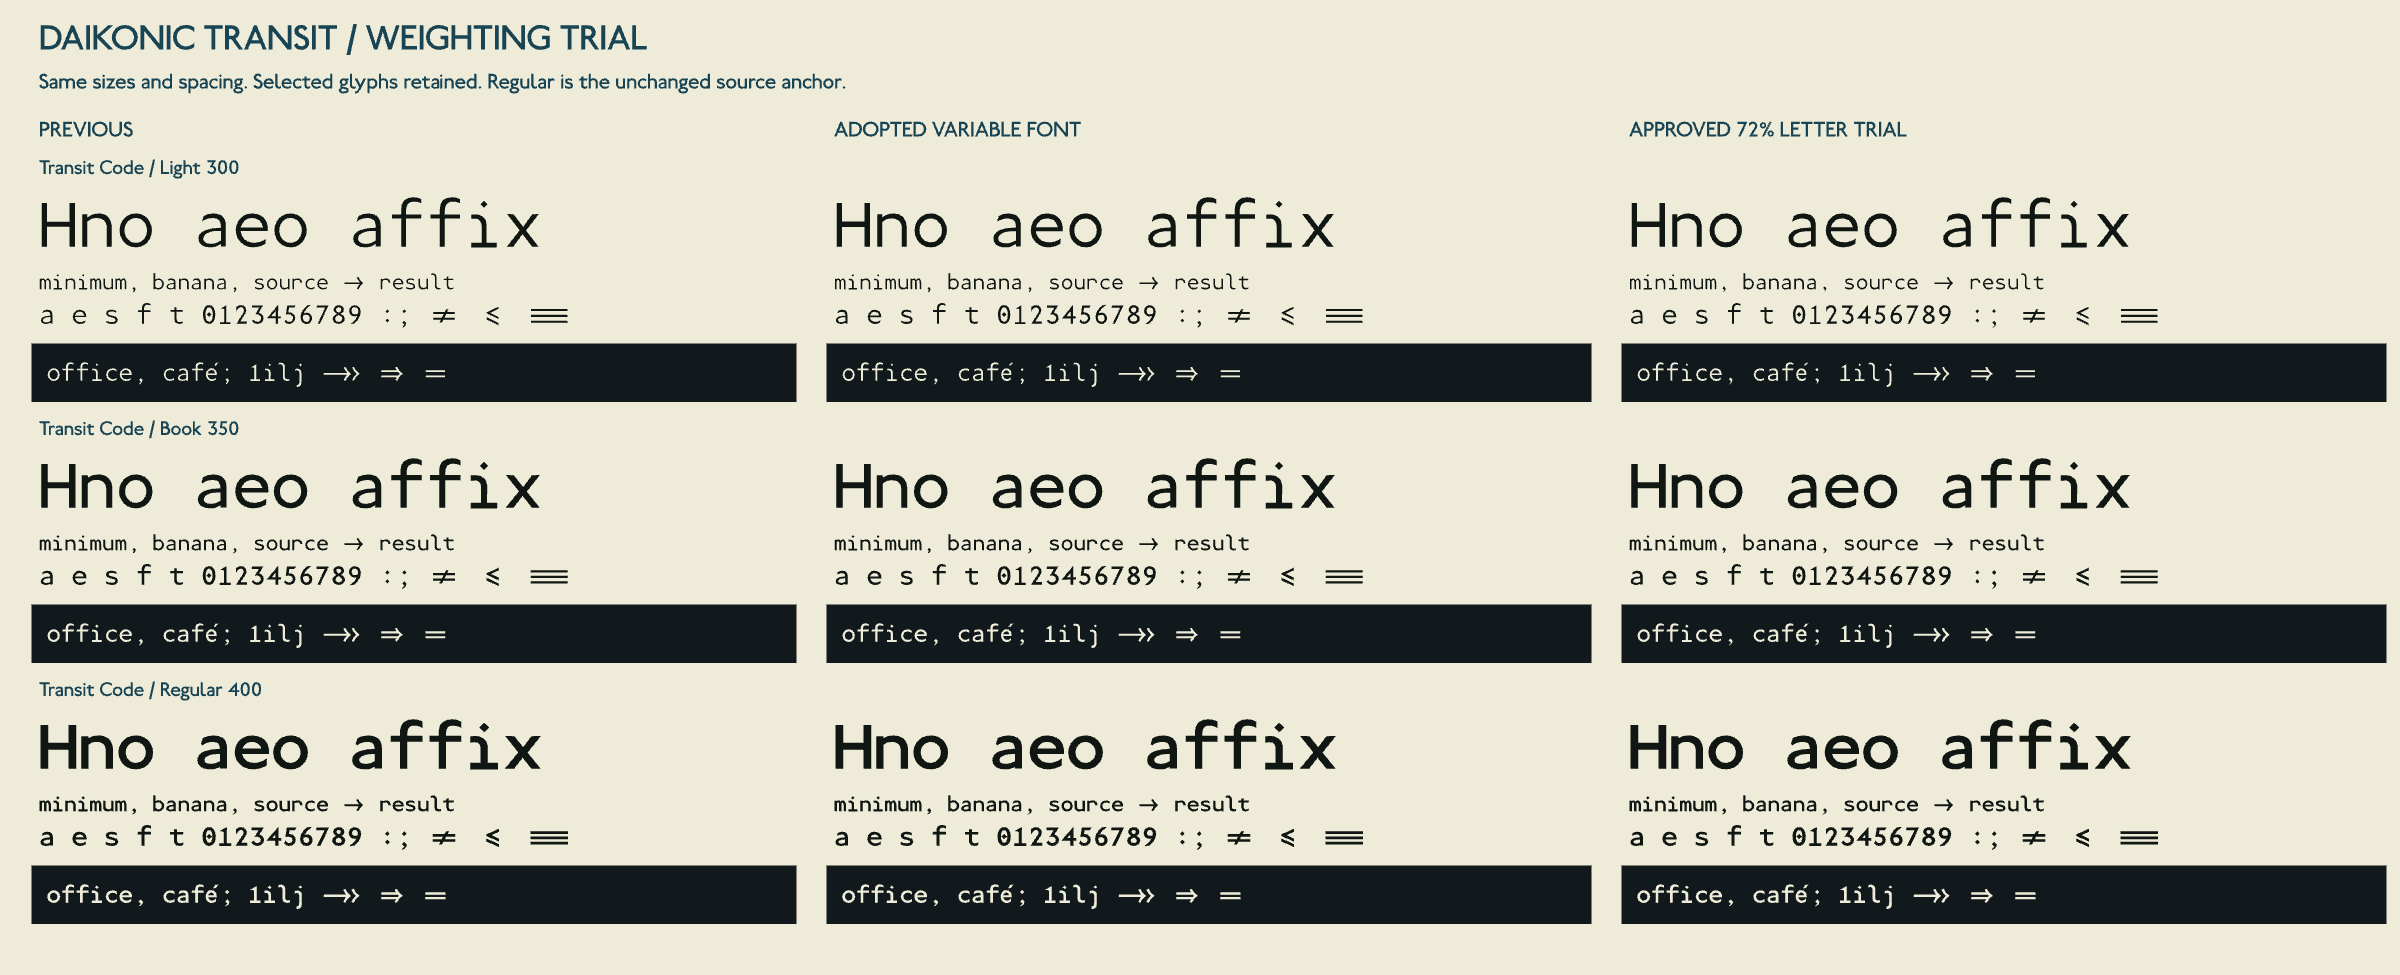 DAIKONIC TRANSIT / WEIGHTING TRIAL
Same sizes and spacing. Selected glyphs retained. Regular is the unchanged source anchor.
PREVIOUS
ADOPTED VARIABLE FONT
APPROVED 72% LETTER TRIAL
Transit Code / Light 300
Hno aeo affix
Hno aeo affix
Hno aeo affix
minimum, banana, source → result
minimum, banana, source → result
minimum, banana, source → result
a e s f t 0123456789 :; ≠ ⩽ ≡
a e s f t 0123456789 :; ≠ ⩽ ≡
a e s f t 0123456789 :; ≠ ⩽ ≡
office, café; 1ilj ↠ ⇒ =
office, café; 1ilj ↠ ⇒ =
office, café; 1ilj ↠ ⇒ =
Transit Code / Book 350
Hno aeo affix
Hno aeo affix
Hno aeo affix
minimum, banana, source → result
minimum, banana, source → result
minimum, banana, source → result
a e s f t 0123456789 :; ≠ ⩽ ≡
a e s f t 0123456789 :; ≠ ⩽ ≡
a e s f t 0123456789 :; ≠ ⩽ ≡
office, café; 1ilj ↠ ⇒ =
office, café; 1ilj ↠ ⇒ =
office, café; 1ilj ↠ ⇒ =
Transit Code / Regular 400
Hno aeo affix
Hno aeo affix
Hno aeo affix
minimum, banana, source → result
minimum, banana, source → result
minimum, banana, source → result
a e s f t 0123456789 :; ≠ ⩽ ≡
a e s f t 0123456789 :; ≠ ⩽ ≡
a e s f t 0123456789 :; ≠ ⩽ ≡
office, café; 1ilj ↠ ⇒ =
office, café; 1ilj ↠ ⇒ =
office, café; 1ilj ↠ ⇒ =